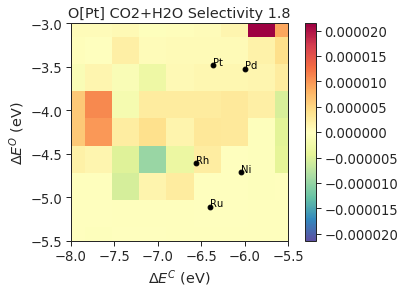 O[Pt] CO2+H2O Selectivity 1.8
−3.0
−3.5
−4.0
−4.5
−5.0
−5.5
ΔE^O (eV)
Pt
Pd
Rh
Ni
Ru
−8.0 −7.5 −7.0 −6.5 −6.0 −5.5
ΔE^C (eV)
0.000020
0.000015
0.000010
0.000005
0.000000
−0.000005
−0.000010
−0.000015
−0.000020